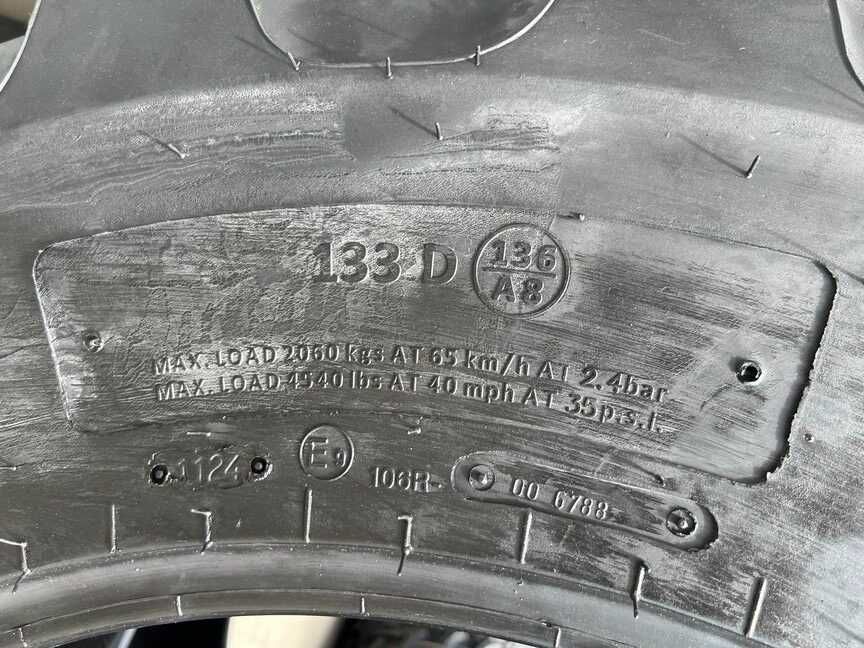 133 D 136
A8
MAX. LOAD 2060 kgs AT 65 km/h AT 2.4bar
MAX. LOAD 4540 lbs AT 40 mph AT 35p.s.i.
1124 E9 106R- 00 6788